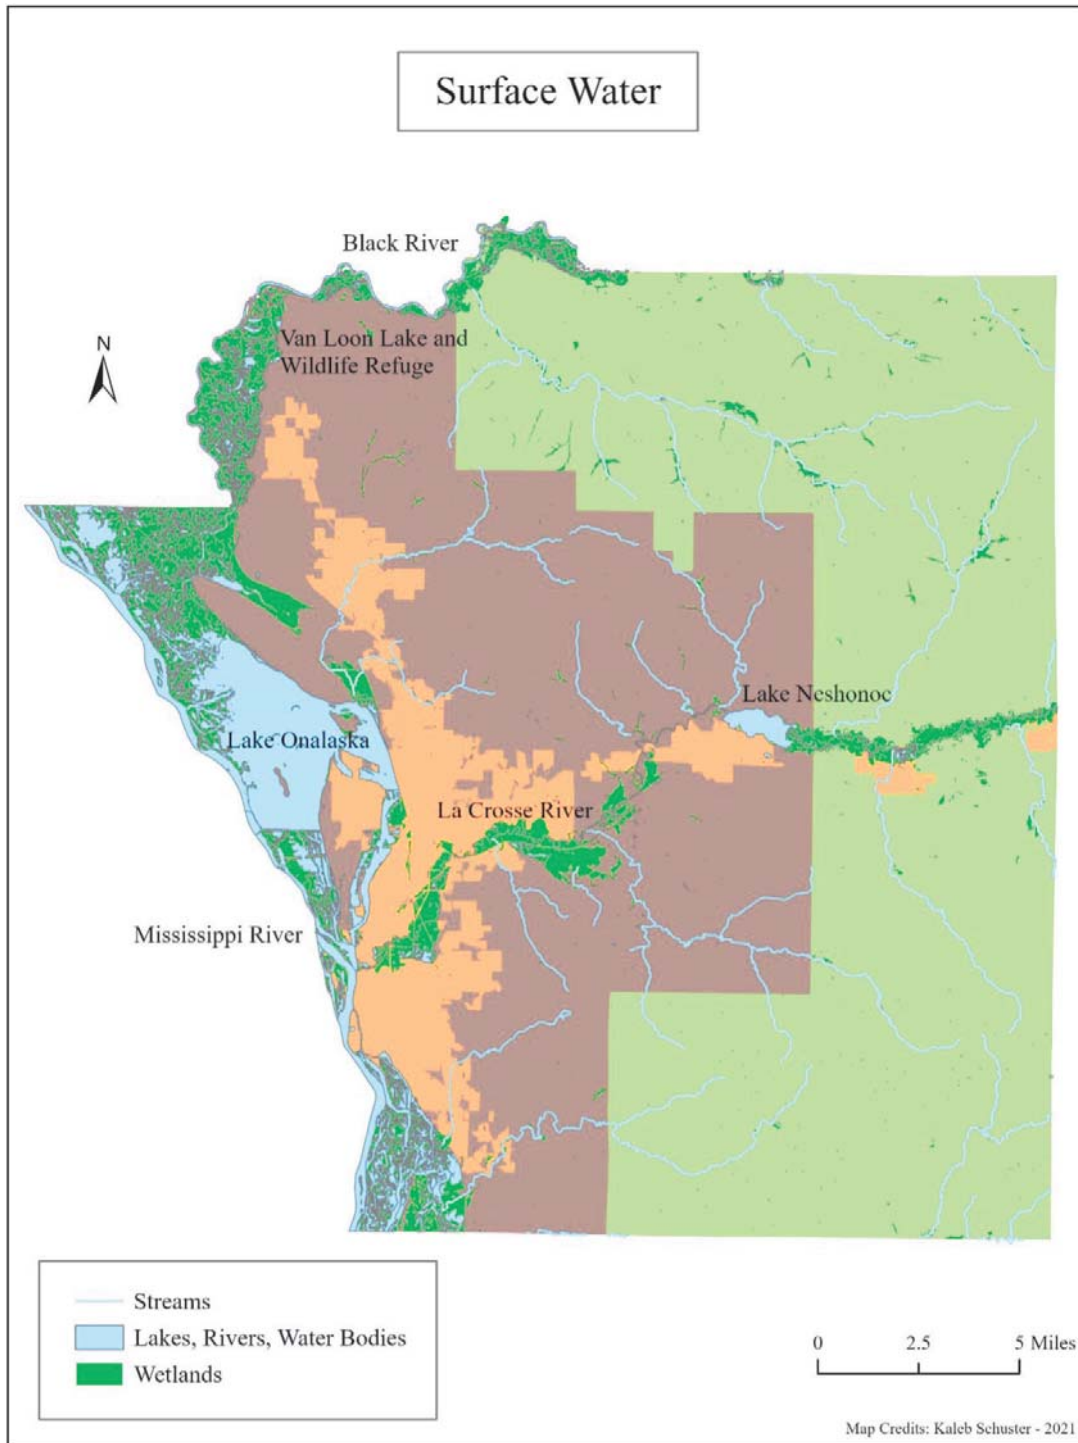 Surface Water
Black River
N
Van Loon Lake and
Wildlife Refuge
Lake Neshonoc
Lake Onalaska
La Crosse River
Mississippi River
Streams
Lakes, Rivers, Water Bodies
Wetlands
0 2.5 5 Miles
Map Credits: Kaleb Schuster - 2021